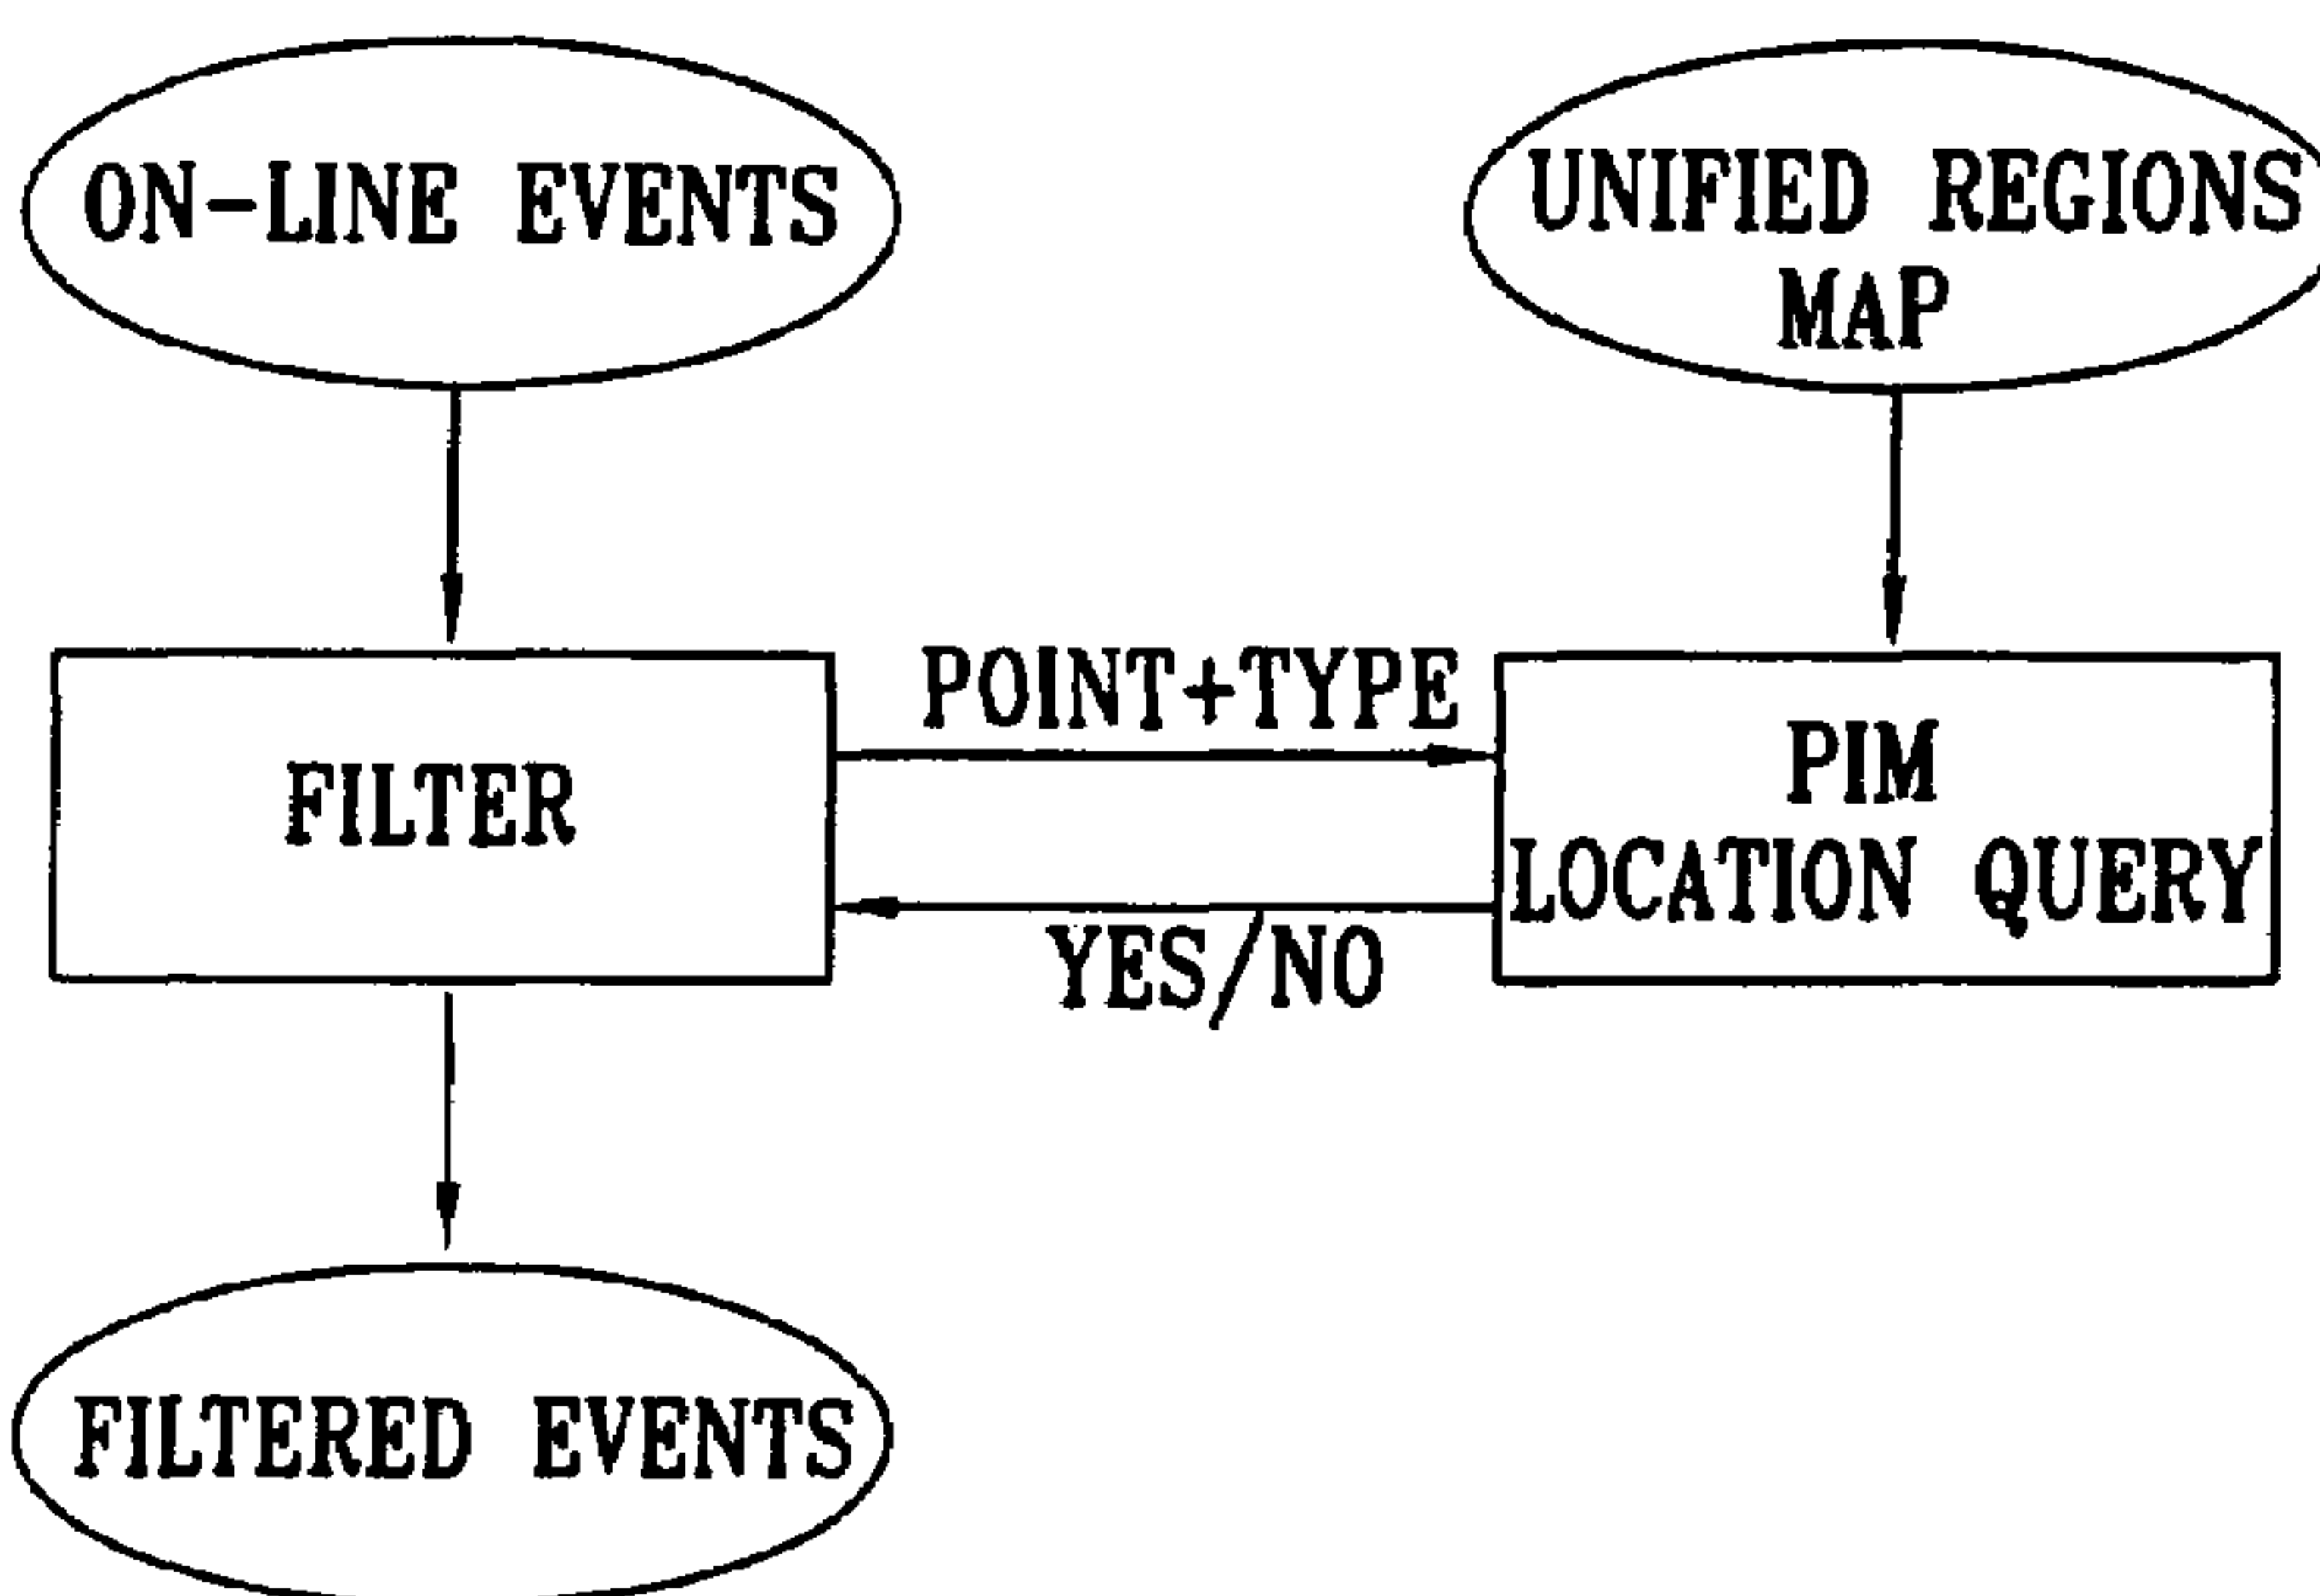 ON-LINE EVENTS
UNIFIED REGIONS
MAP
FILTER
POINT+TYPE
YES/NO
PIM
LOCATION QUERY
FILTERED EVENTS